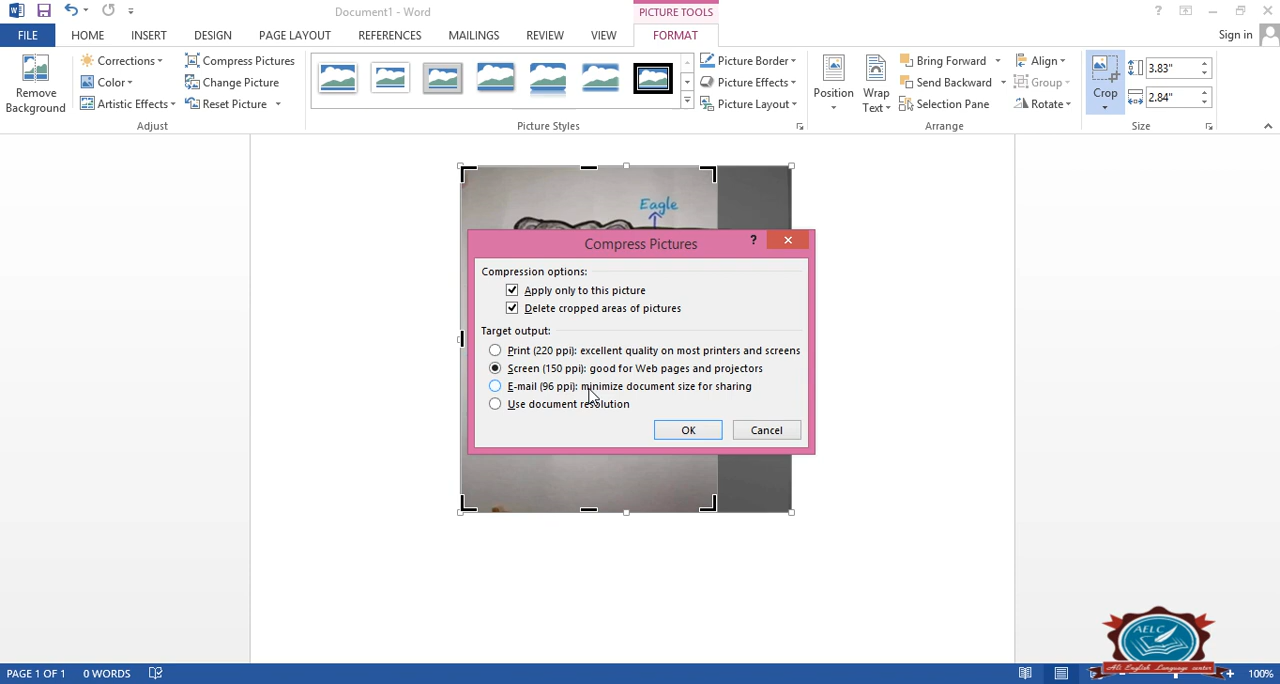 Document1 - Word
PICTURE TOOLS
Sign in
FILE HOME INSERT DESIGN PAGE LAYOUT REFERENCES MAILINGS REVIEW VIEW FORMAT
Remove Background
Corrections
Color
Artistic Effects
Compress Pictures
Change Picture
Reset Picture
Adjust
Picture Styles
Picture Border
Picture Effects
Picture Layout
Position
Wrap Text
Bring Forward
Send Backward
Selection Pane
Align
Group
Rotate
Arrange
Crop
3.83"
2.84"
Size
Eagle
Compress Pictures
Compression options:
Apply only to this picture
Delete cropped areas of pictures
Target output:
Print (220 ppi): excellent quality on most printers and screens
Screen (150 ppi): good for Web pages and projectors
E-mail (96 ppi): minimize document size for sharing
Use document resolution
OK Cancel
AELC
Ali English Language center
PAGE 1 OF 1 0 WORDS 100%